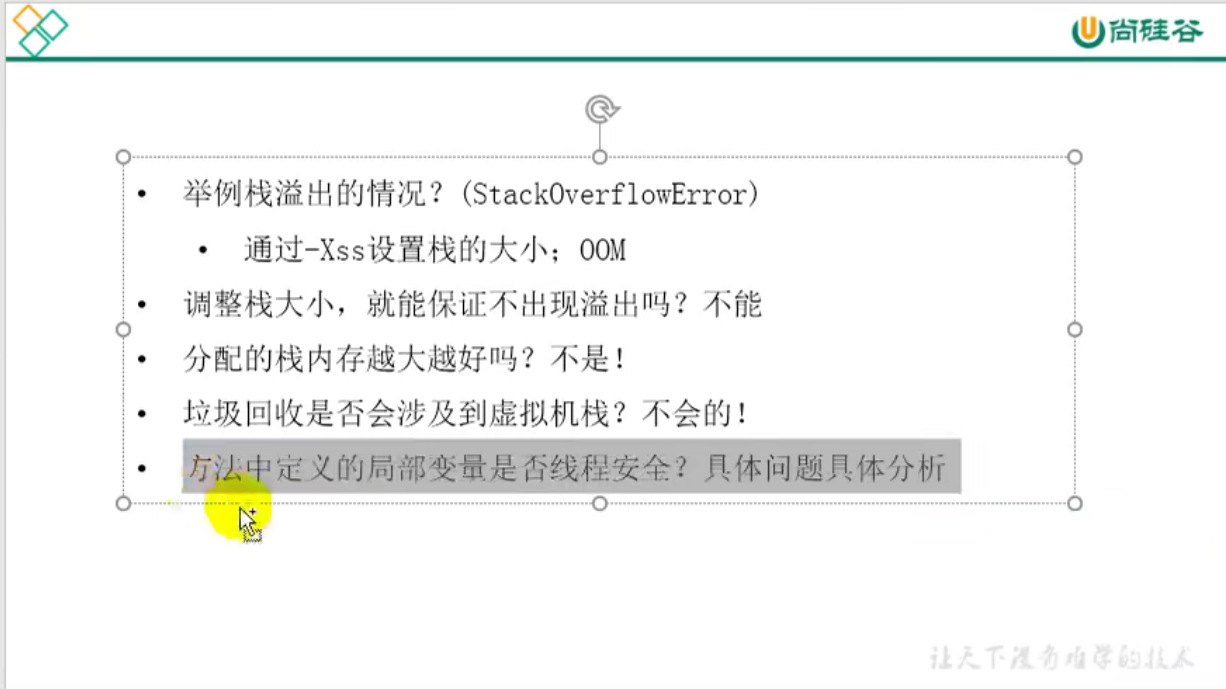 尚硅谷
• 举例栈溢出的情况？(StackOverflowError)
• 通过-Xss设置栈的大小；OOM
• 调整栈大小，就能保证不出现溢出吗？不能
• 分配的栈内存越大越好吗？不是！
• 垃圾回收是否会涉及到虚拟机栈？不会的！
• 方法中定义的局部变量是否线程安全？具体问题具体分析
让天下没有难学的技术